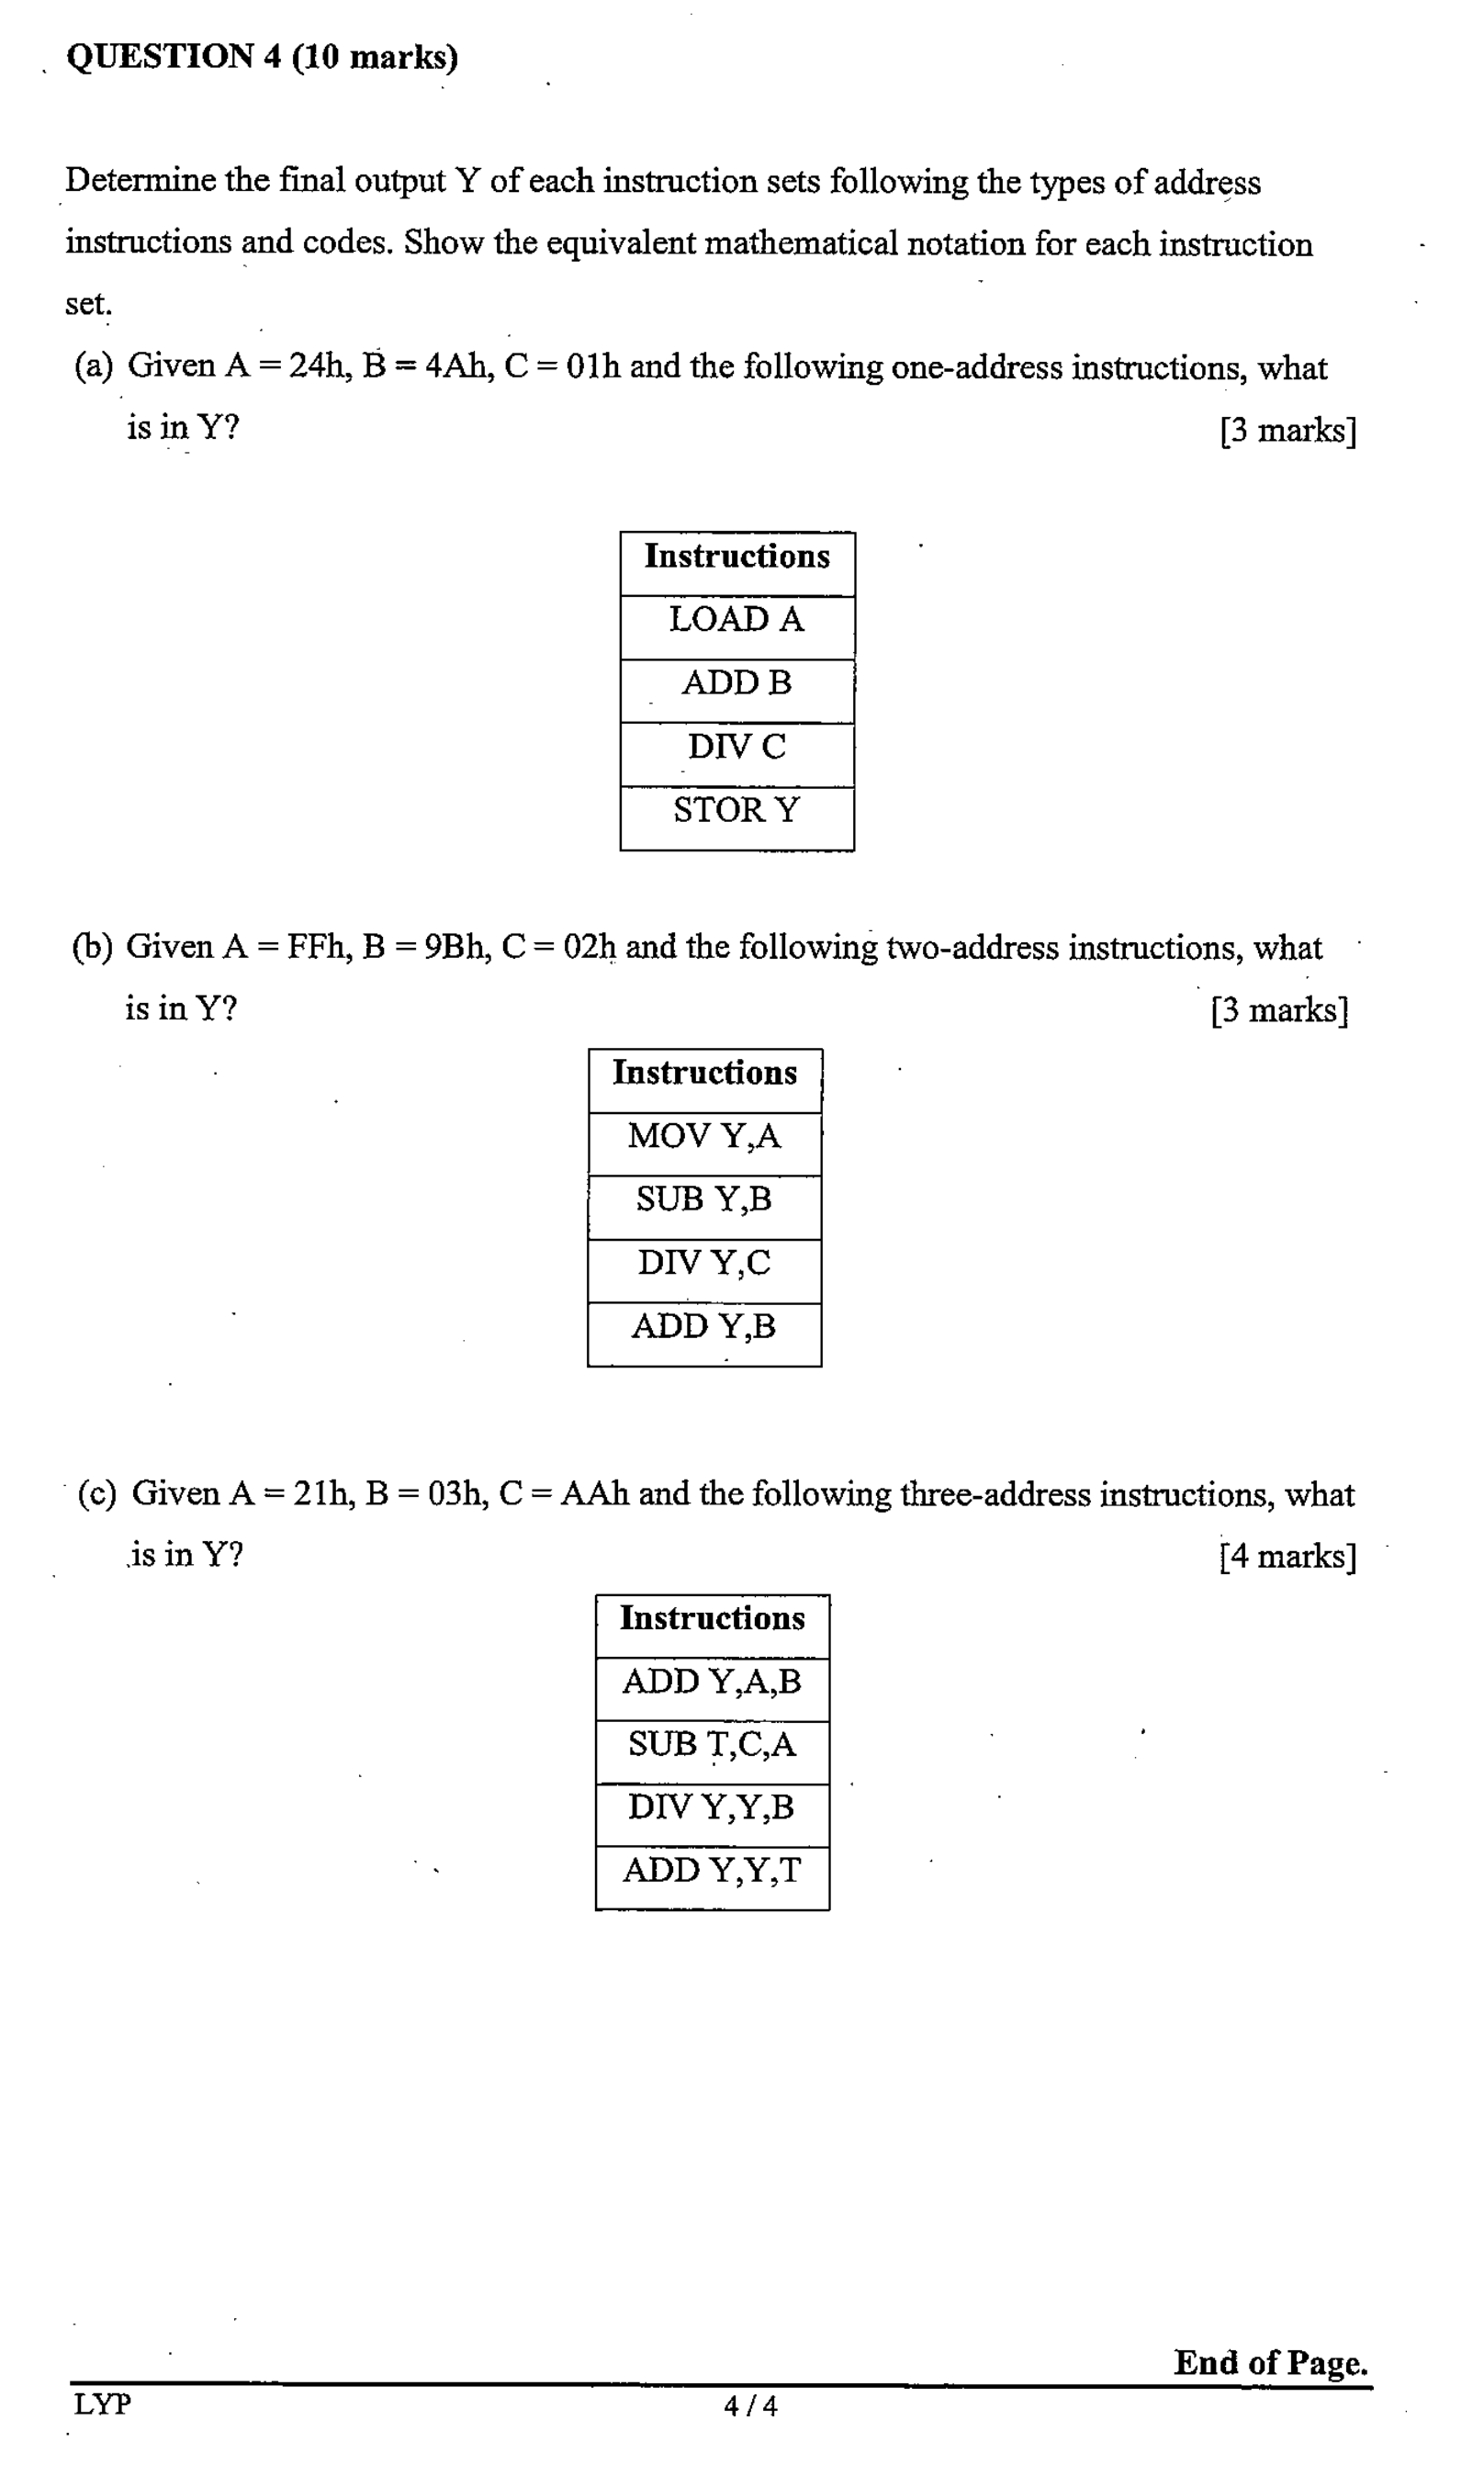 QUESTION 4 (10 marks)
Determine the final output Y of each instruction sets following the types of address
instructions and codes. Show the equivalent mathematical notation for each instruction
set.
(a) Given A = 24h, B = 4Ah, C = 01h and the following one-address instructions, what
is in Y? [3 marks]
Instructions
LOAD A
ADD B
DIV C
STOR Y
(b) Given A = FFh, B = 9Bh, C = 02h and the following two-address instructions, what
is in Y? [3 marks]
Instructions
MOV Y,A
SUB Y,B
DIV Y,C
ADD Y,B
(c) Given A = 21h, B = 03h, C = AAh and the following three-address instructions, what
is in Y? [4 marks]
Instructions
ADD Y,A,B
SUB T,C,A
DIV Y,Y,B
ADD Y,Y,T
End of Page.
LYP 4 / 4